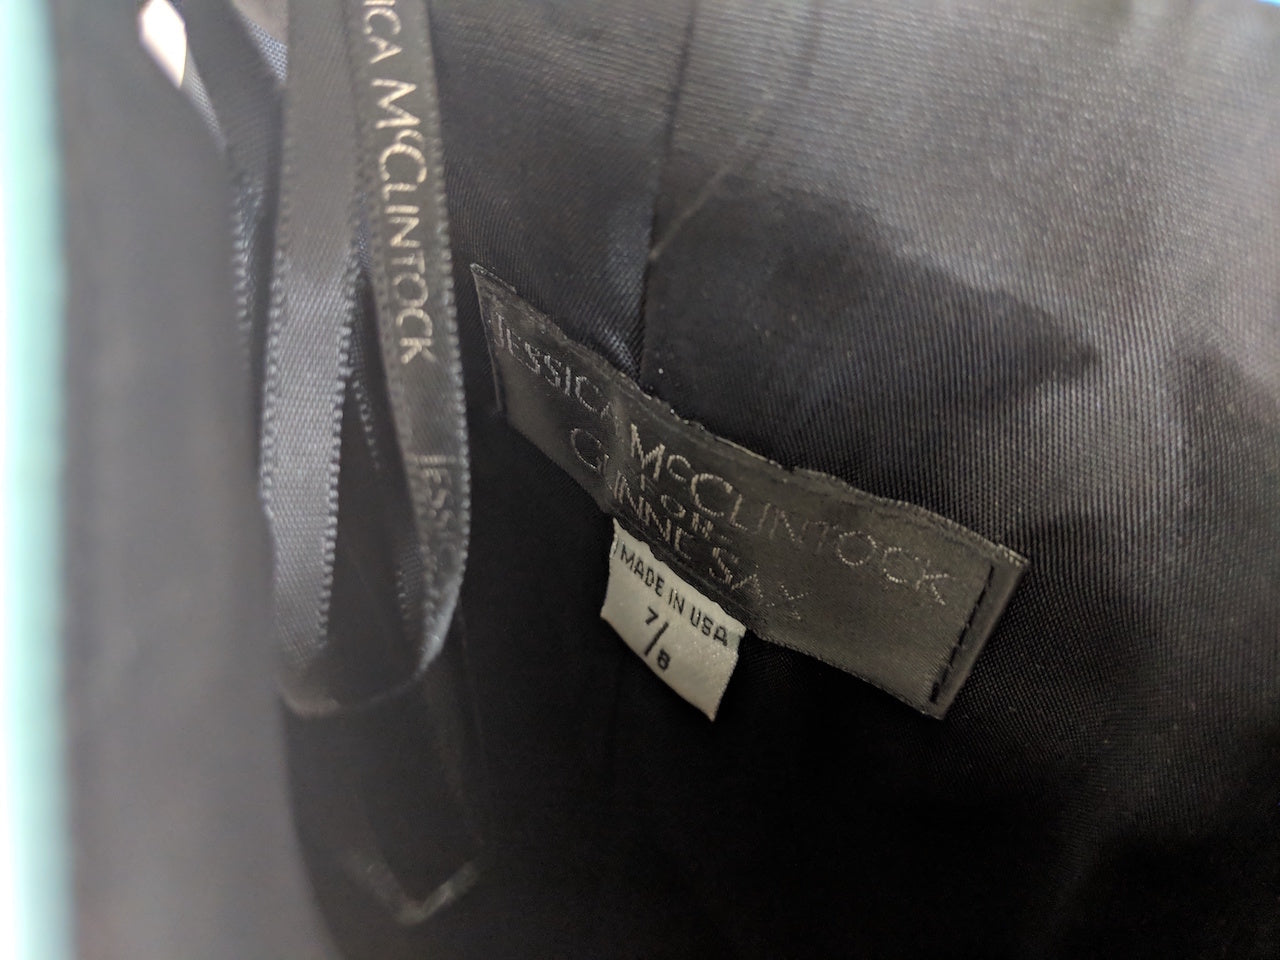 ICA McCLINTOCK
JESSIC
JESSICA McCLINTOCK
FOR
GUNNE SAX
MADE IN USA
7/8